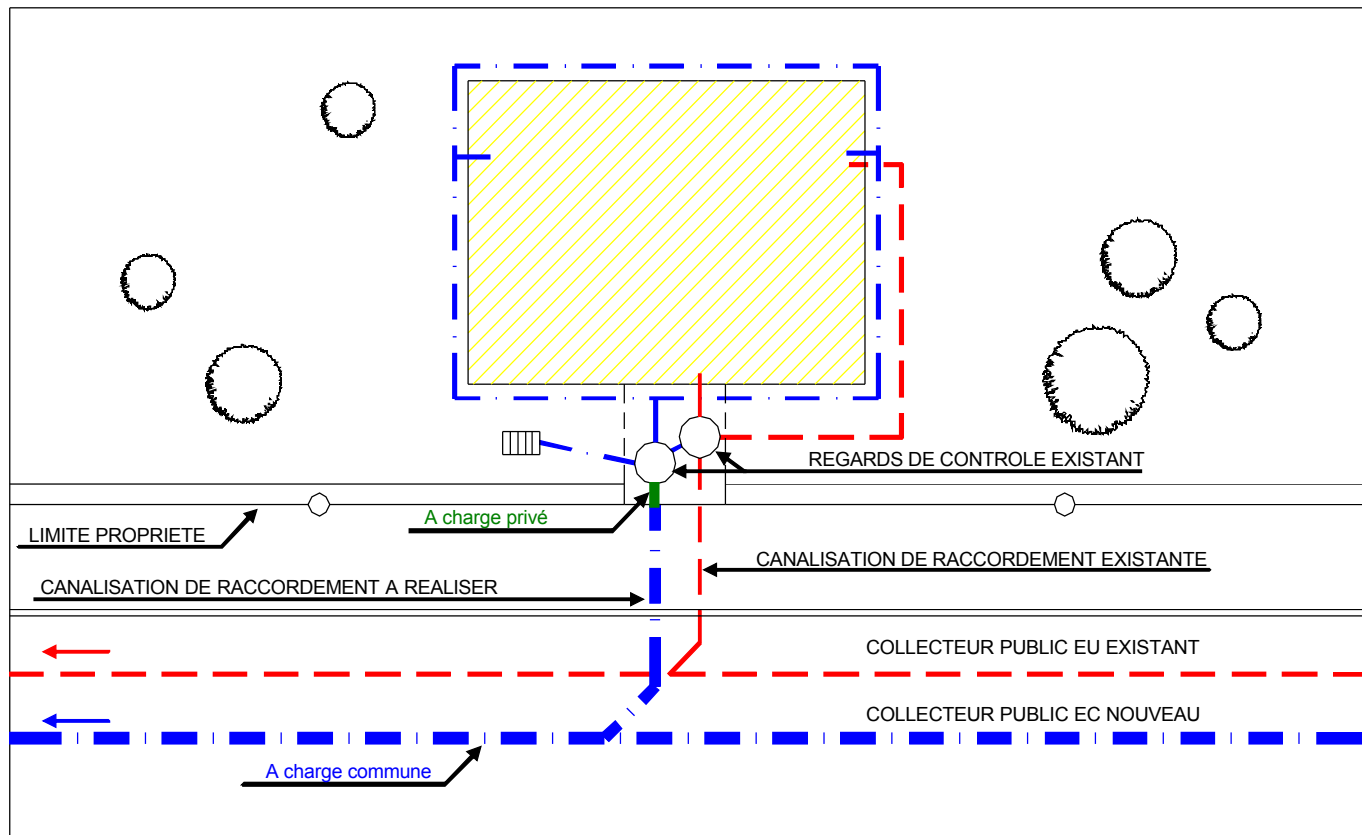 REGARDS DE CONTROLE EXISTANT
A charge privé
LIMITE PROPRIETE
CANALISATION DE RACCORDEMENT EXISTANTE
CANALISATION DE RACCORDEMENT A REALISER
COLLECTEUR PUBLIC EU EXISTANT
COLLECTEUR PUBLIC EC NOUVEAU
A charge commune